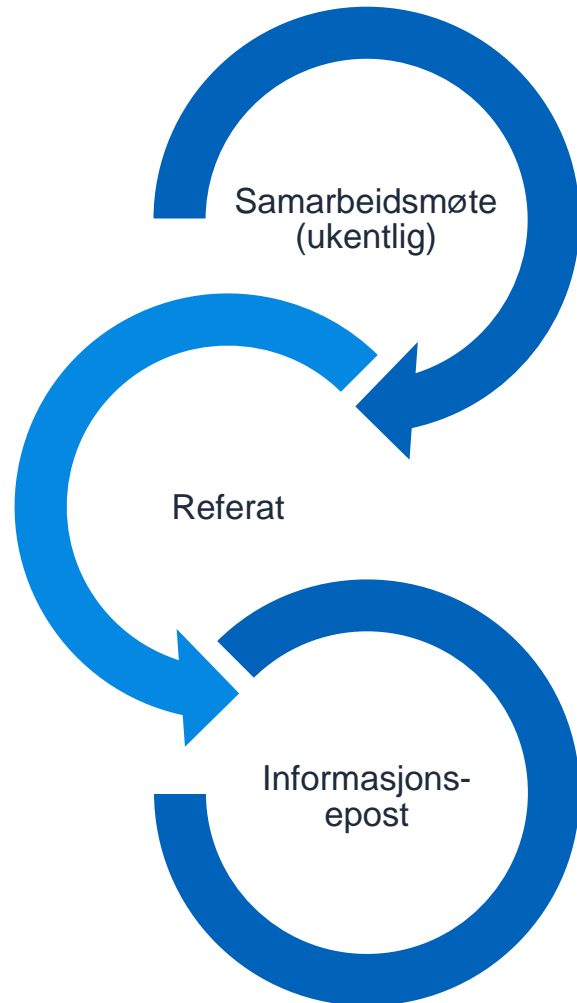 Samarbeidsmøte
(ukentlig)
Referat
Informasjons-
epost